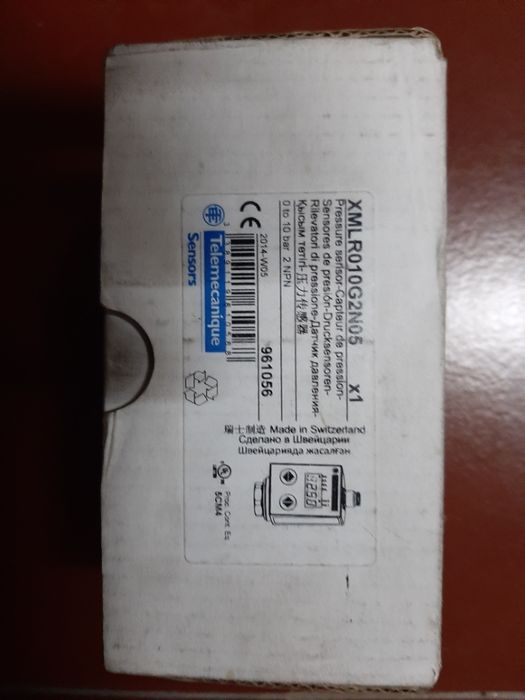 XMLR010G2N05 x1
Pressure sensor-Capteur de pression-
Sensores de presión-Drucksensoren-
Rilevatori di pressione-Датчик давления-
Қысым тетігі-压力传感器
0 to 10 bar 2 NPN
2014-W05
961056
CE
Telemecanique
Sensors
瑞士制造 Made in Switzerland
Сделано в Швейцарии
Швейцарияда жасалған
Proc. Cont. Eq.
5CM4